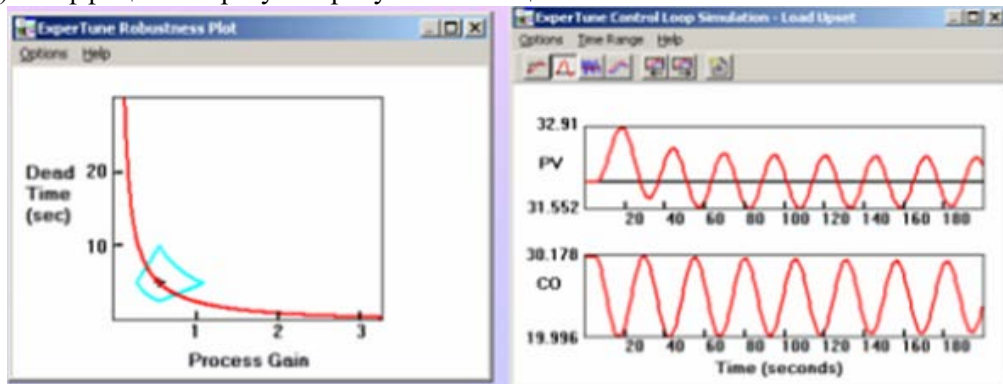 ExperTune Robustness Plot
Options Help
Dead
Time
(sec)
20
10
1 2 3
Process Gain
ExperTune Control Loop Simulation - Load Upset
Options Time Range Help
32.91
PV
31.552
20 40 60 80 100 120 140 160 180
30.178
CO
19.996
20 40 60 80 100 120 140 160 180
Time (seconds)